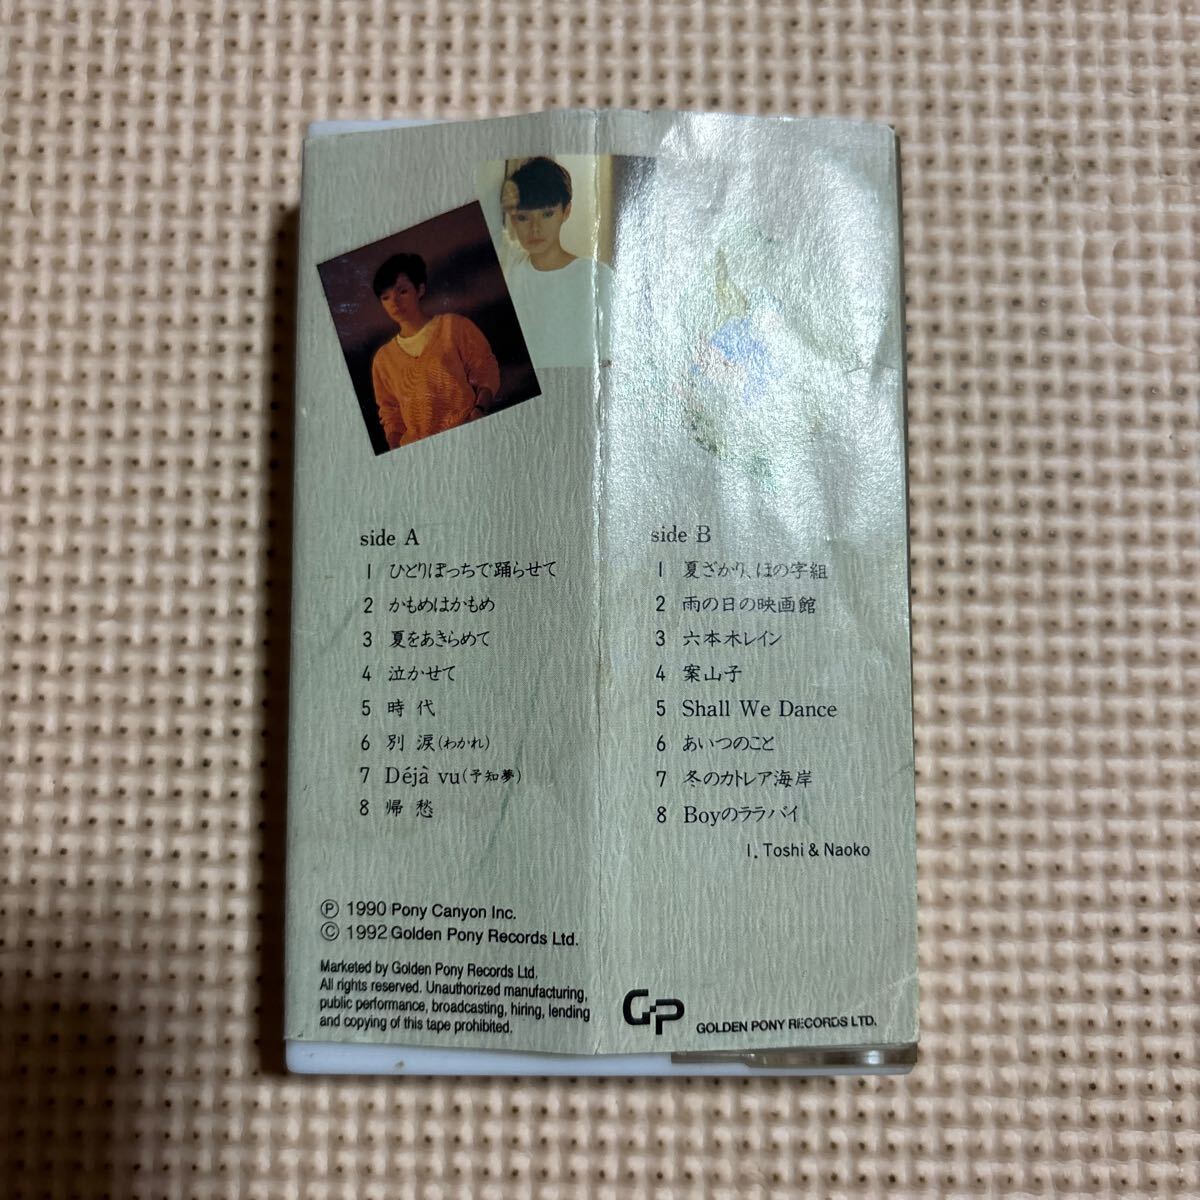 side A
1 ひとりぽっちで踊らせて
2 かもめはかもめ
3 夏をあきらめて
4 泣かせて
5 時代
6 別涙(わかれ)
7 Déjà vu(予知夢)
8 帰愁
side B
1 夏ざかり、ほの字組
2 雨の日の映画館
3 六本木レイン
4 案山子
5 Shall We Dance
6 あいつのこと
7 冬のカトレア海岸
8 Boyのララバイ
1. Toshi & Naoko
Ⓟ 1990 Pony Canyon Inc.
© 1992 Golden Pony Records Ltd.
Marketed by Golden Pony Records Ltd.
All rights reserved. Unauthorized manufacturing,
public performance, broadcasting, hiring, lending
and copying of this tape prohibited.
GP
GOLDEN PONY RECORDS LTD.